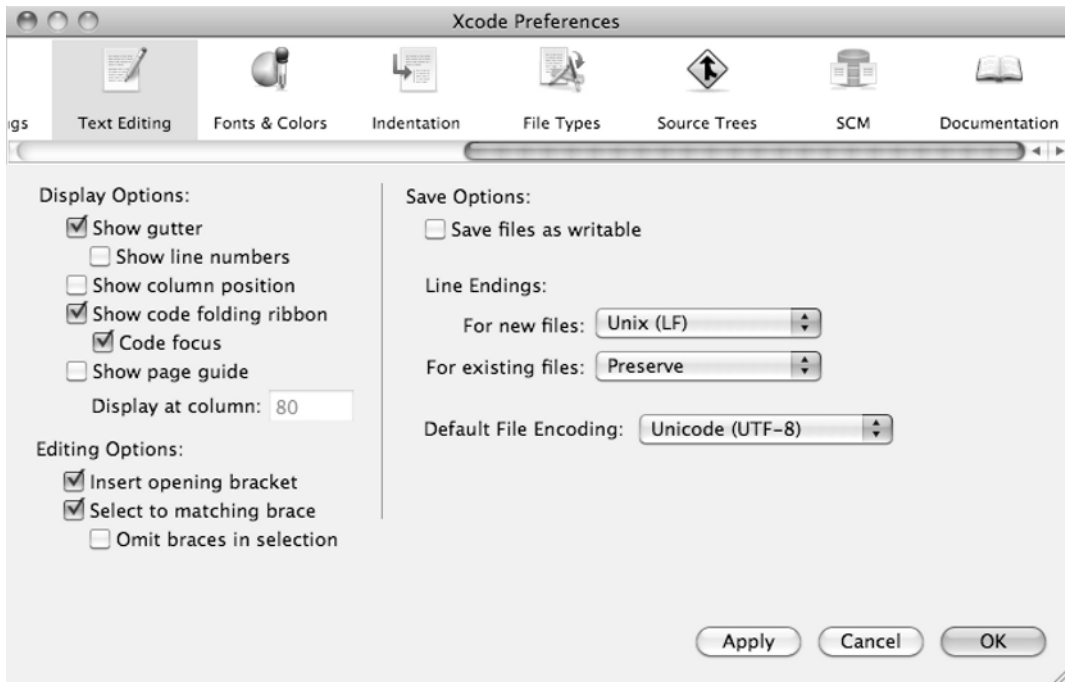 Xcode Preferences
gs Text Editing Fonts & Colors Indentation File Types Source Trees SCM Documentation
Display Options:
Show gutter
Show line numbers
Show column position
Show code folding ribbon
Code focus
Show page guide
Display at column: 80
Editing Options:
Insert opening bracket
Select to matching brace
Omit braces in selection
Save Options:
Save files as writable
Line Endings:
For new files: Unix (LF)
For existing files: Preserve
Default File Encoding: Unicode (UTF-8)
Apply Cancel OK